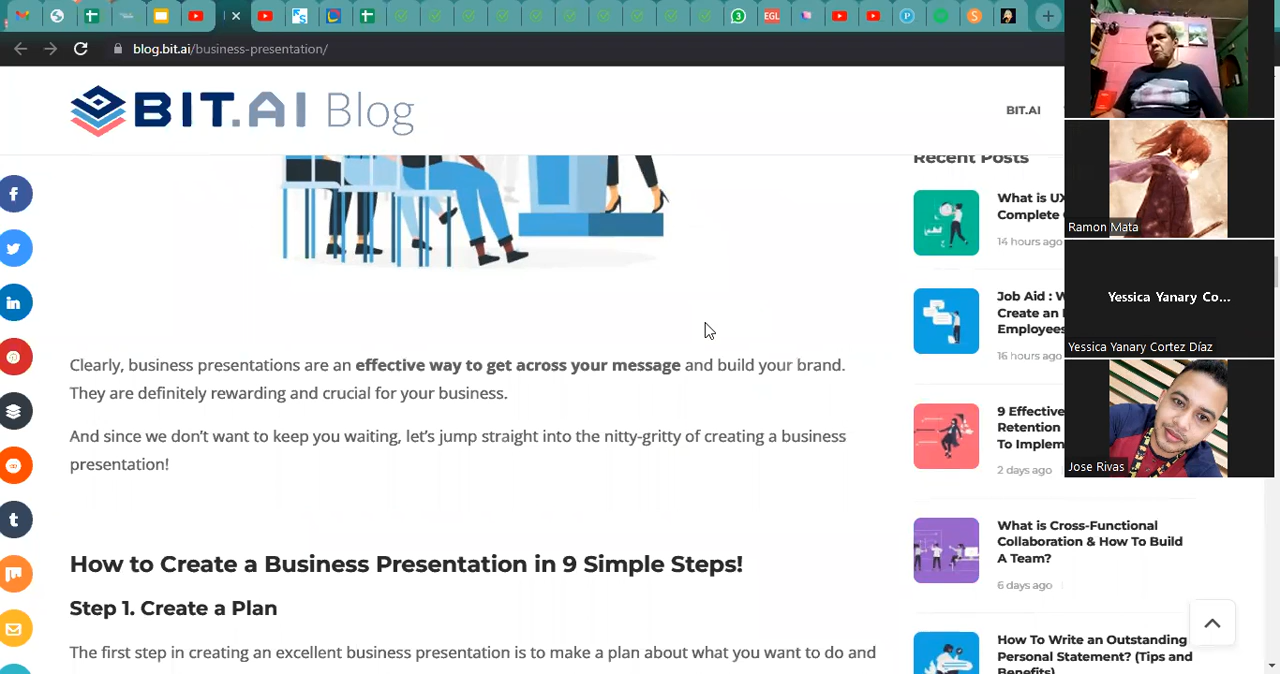 3
EGL
P
S
blog.bit.ai/business-presentation/
BIT.AI Blog
BIT.AI
Clearly, business presentations are an effective way to get across your message and build your brand.
They are definitely rewarding and crucial for your business.
And since we don’t want to keep you waiting, let’s jump straight into the nitty-gritty of creating a business
presentation!
How to Create a Business Presentation in 9 Simple Steps!
Step 1. Create a Plan
The first step in creating an excellent business presentation is to make a plan about what you want to do and
Recent Posts
What is UX
Complete
14 hours ago
Job Aid :
Create an
Employees
16 hours ago
9 Effective
Retention
To Implem
2 days ago
What is Cross-Functional
Collaboration & How To Build
A Team?
6 days ago
How To Write an Outstanding
Personal Statement? (Tips and
Benefits)
Ramon Mata
Yessica Yanary Co...
Yessica Yanary Cortez Díaz
Jose Rivas